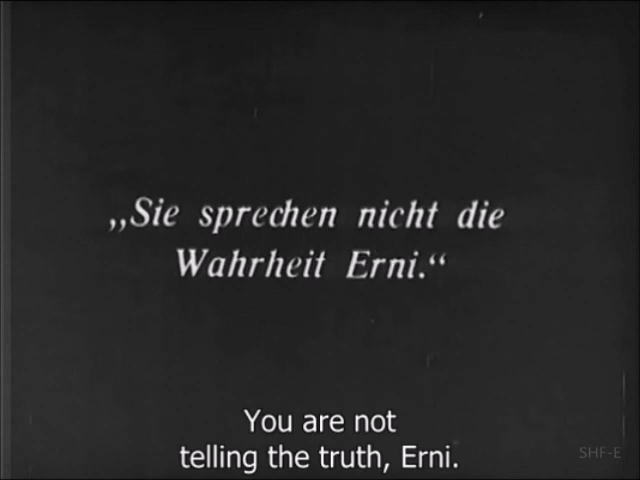 „Sie sprechen nicht die
Wahrheit Erni.“
You are not
telling the truth, Erni.
SHF-E